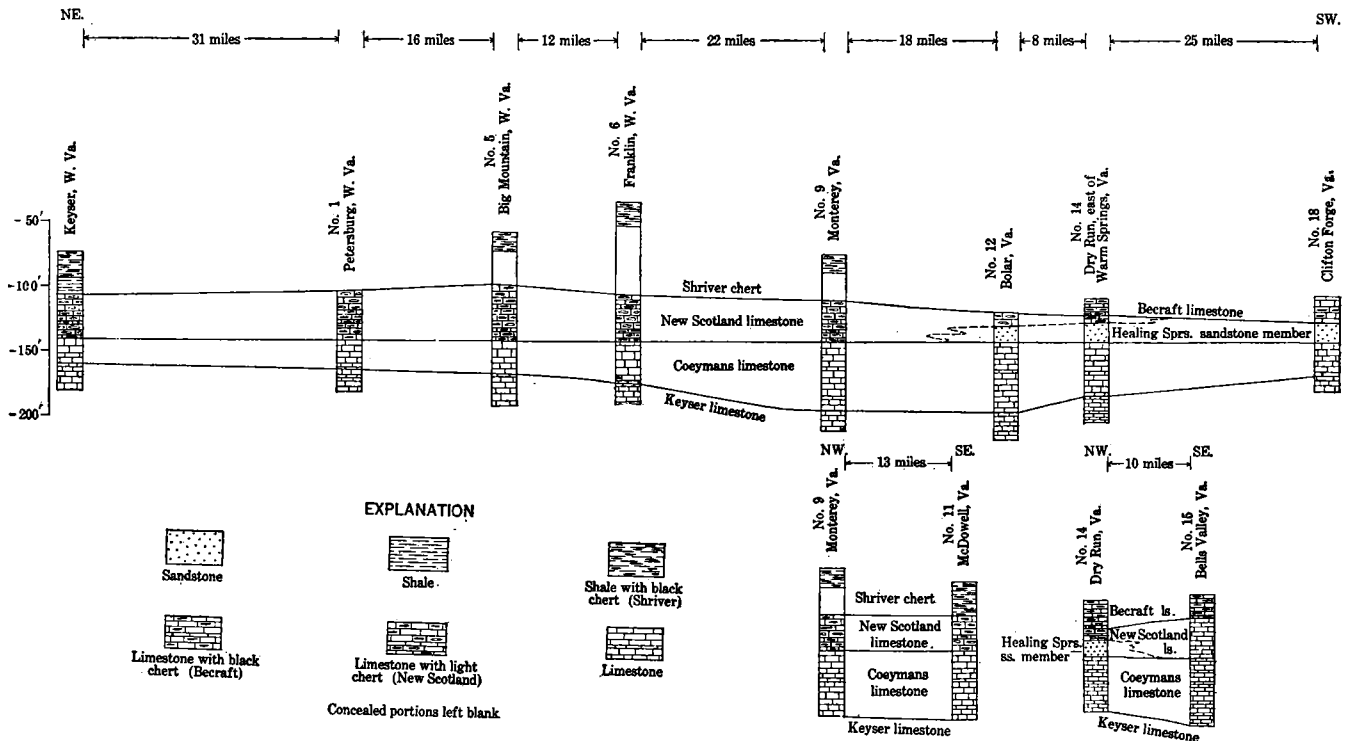 NE.
SW.
31 miles
16 miles
12 miles
22 miles
18 miles
8 miles
25 miles
Keyser, W. Va.
No. 1
Petersburg, W. Va.
No. 5
Big Mountain, W. Va.
No. 6
Franklin, W. Va.
No. 9
Monterey, Va.
No. 12
Bolar, Va.
No. 14
Dry Run, east of
Warm Springs, Va.
No. 18
Clifton Forge, Va.
- 50'
-100'
-150'
-200'
Shriver chert
New Scotland limestone
Coeymans limestone
Keyser limestone
Becraft limestone
Healing Sprs. sandstone member
NW.
SE.
13 miles
No. 9
Monterey, Va.
No. 11
McDowell, Va.
Shriver chert
New Scotland
limestone.
Coeymans
limestone
Keyser limestone
NW.
SE.
10 miles
No. 14
Dry Run, Va.
No. 15
Bells Valley, Va.
Becraft ls.
New Scotland
ls.
Healing Sprs.
ss. member
Coeymans
limestone
Keyser limestone
EXPLANATION
Sandstone
Shale
Shale with black
chert (Shriver)
Limestone with black
chert (Becraft)
Limestone with light
chert (New Scotland)
Limestone
Concealed portions left blank